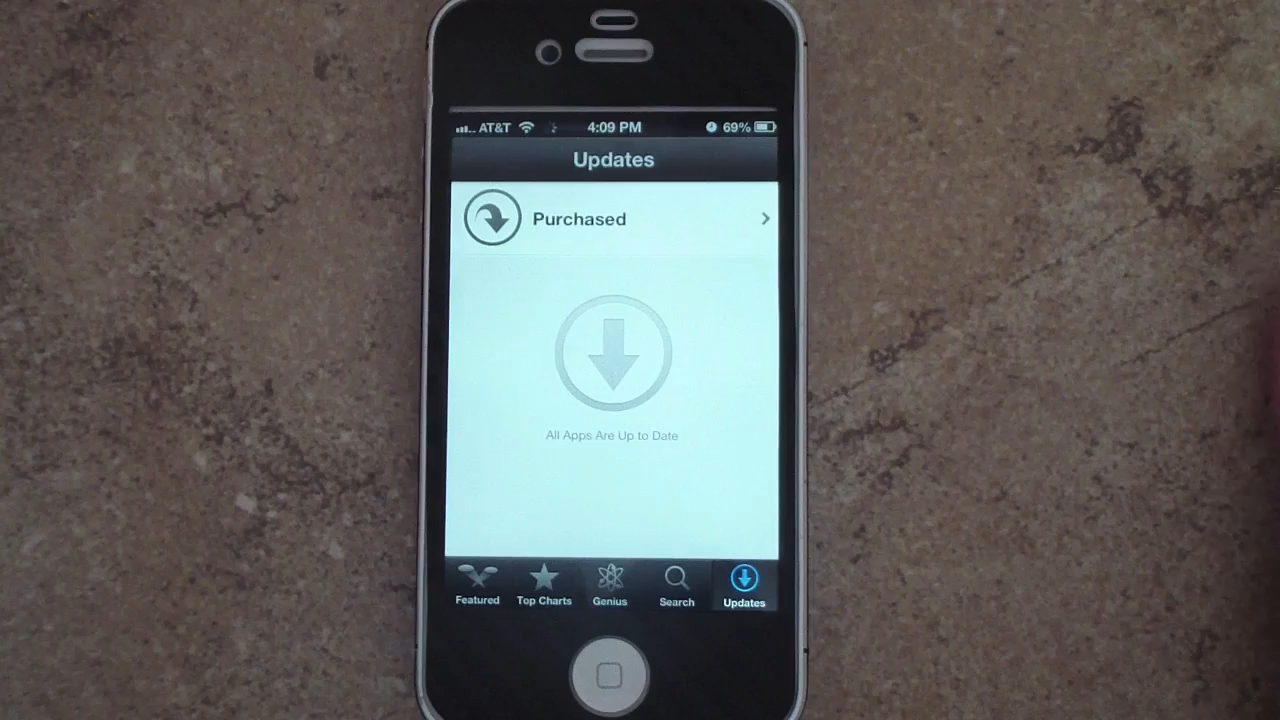 AT&T 4:09 PM 69%
Updates
Purchased
All Apps Are Up to Date
Featured Top Charts Genius Search Updates